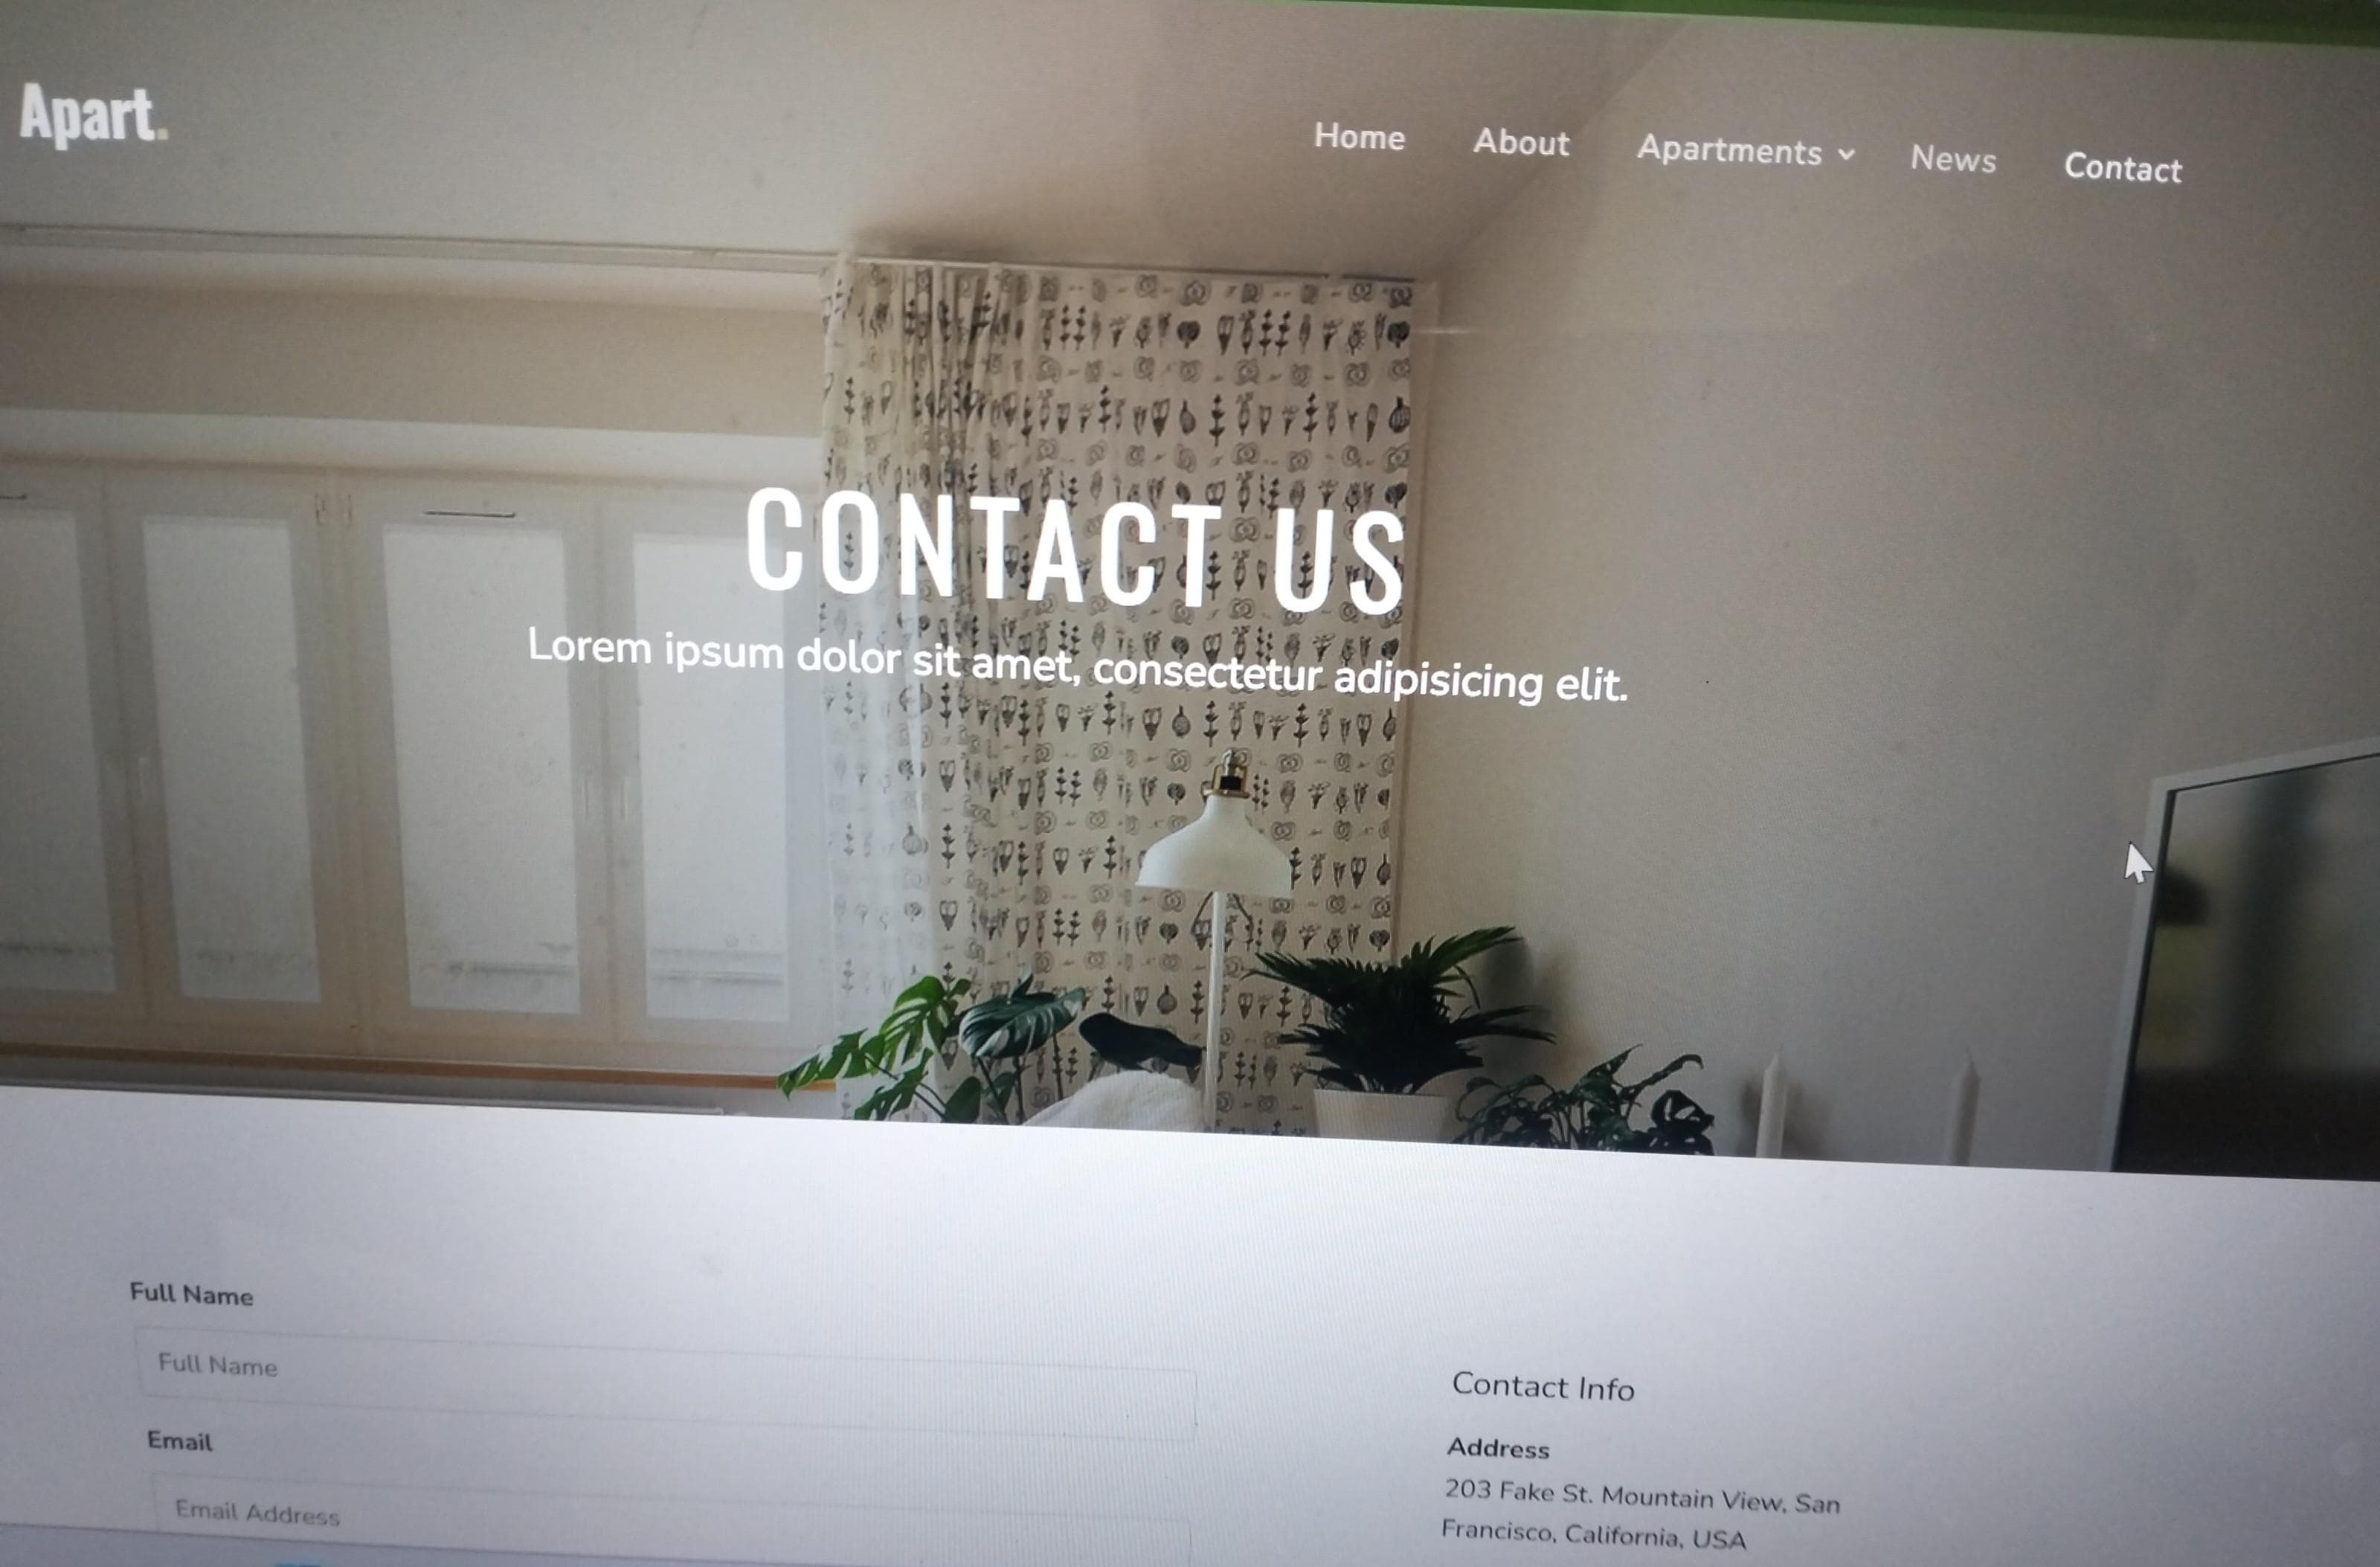 Apart.
Home About Apartments News Contact
CONTACT US
Lorem ipsum dolor sit amet, consectetur adipisicing elit.
Full Name
Full Name
Email
Email Address
Contact Info
Address
203 Fake St. Mountain View, San
Francisco, California, USA